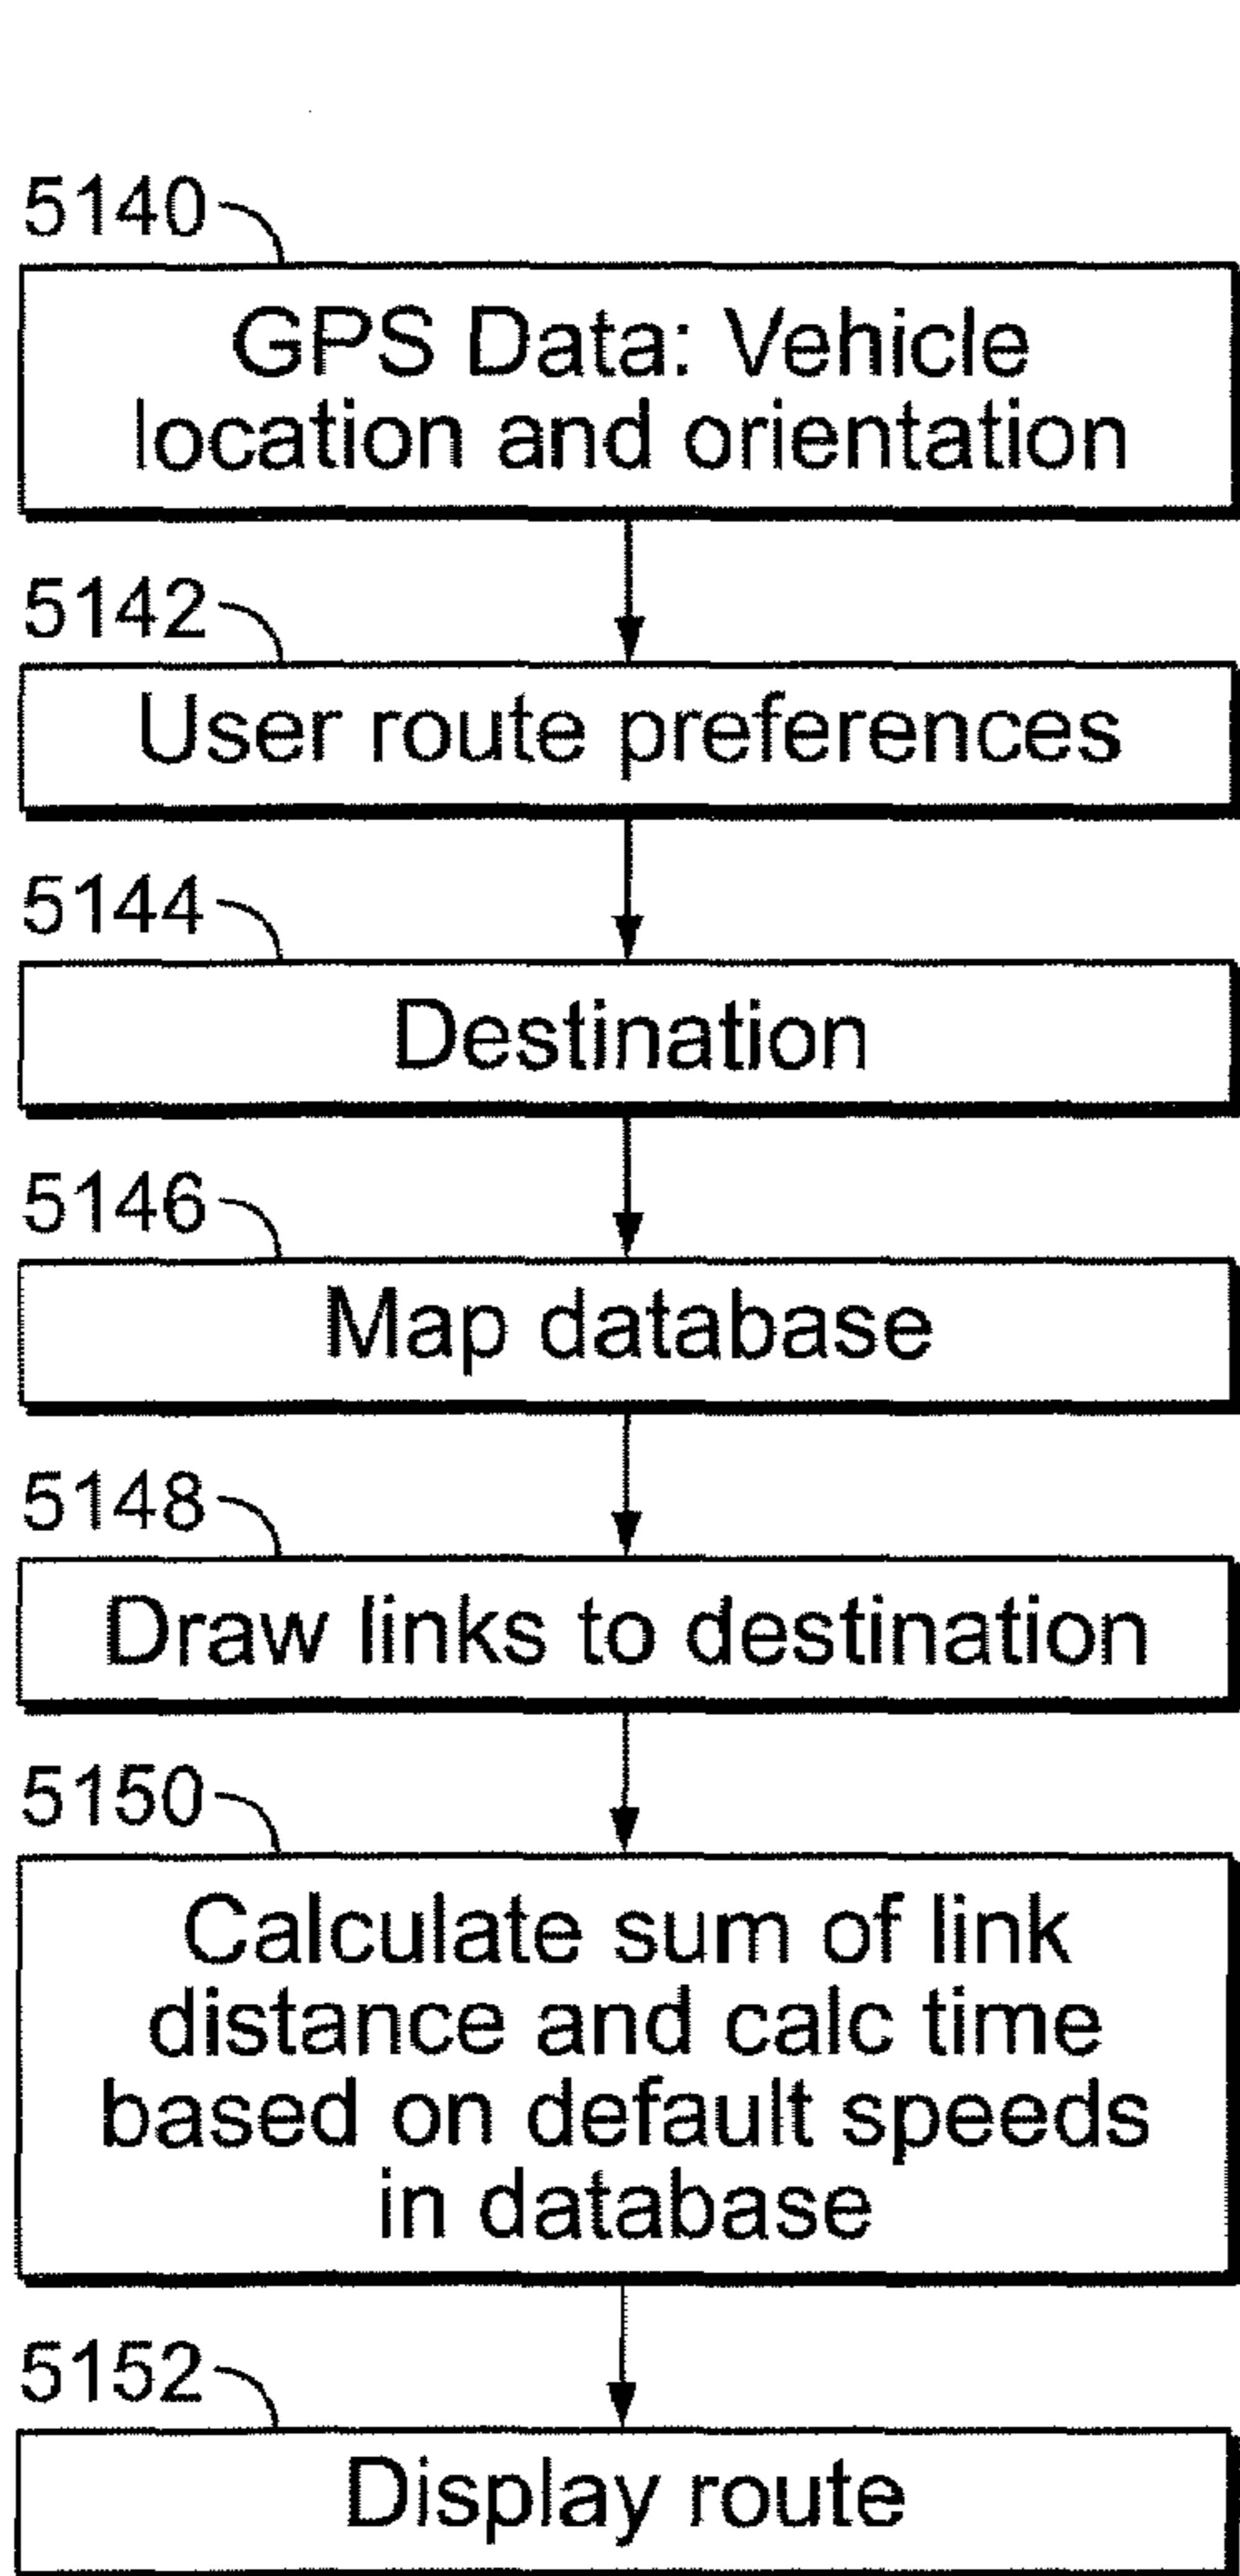 5140
GPS Data: Vehicle
location and orientation
5142
User route preferences
5144
Destination
5146
Map database
5148
Draw links to destination
5150
Calculate sum of link
distance and calc time
based on default speeds
in database
5152
Display route